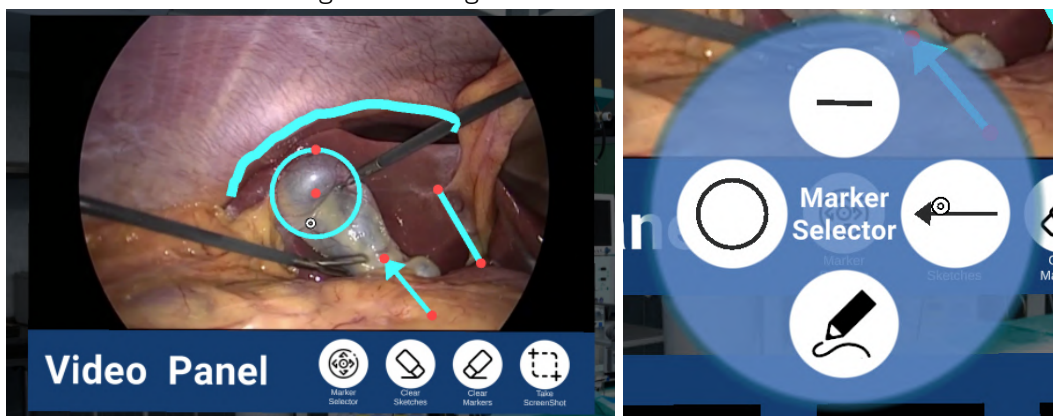 Video Panel
Marker
Selector
Clear
Sketches
Clear
Markers
Take
ScreenShot
Marker
Selector
Marker
Sketches